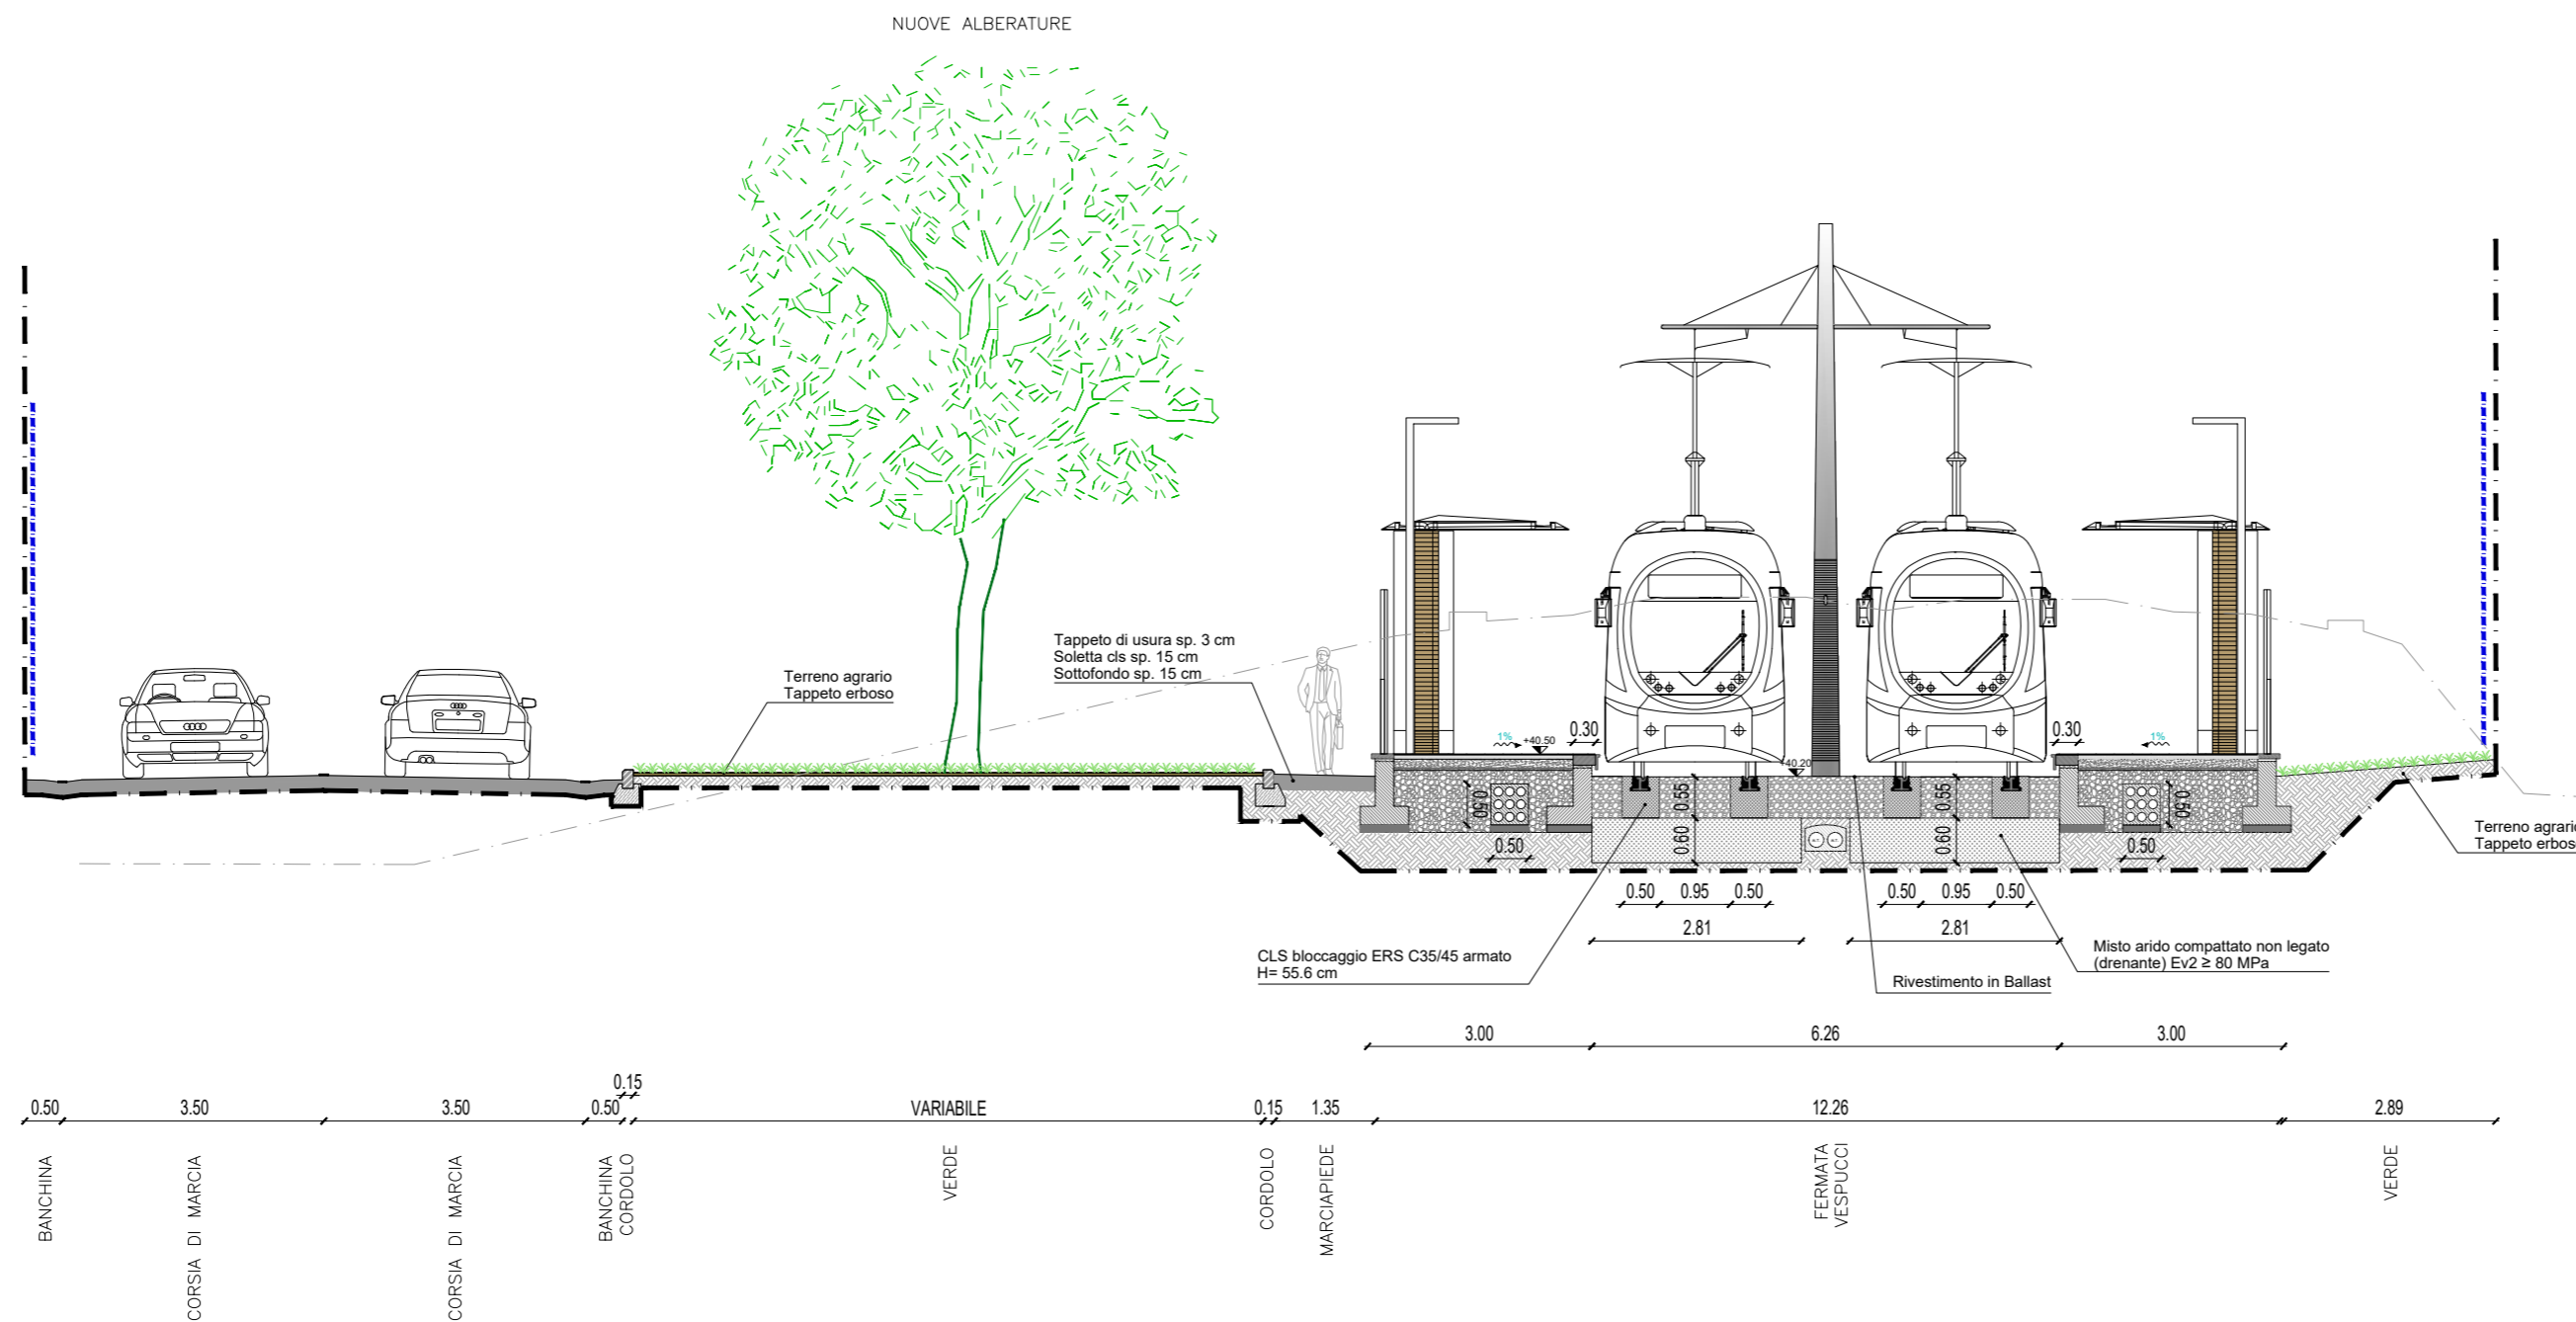 NUOVE ALBERATURE
Tappeto di usura sp. 3 cm
Soletta cls sp. 15 cm
Sottofondo sp. 15 cm
Terreno agrario
Tappeto erboso
0.30
1%
+40.50
+40.20
0.30
1%
0.50
0.50
0.55
0.60
0.55
0.60
0.50
0.50
Terreno agrario
Tappeto erbos
0.50
0.95
0.50
0.50
0.95
0.50
2.81
2.81
CLS bloccaggio ERS C35/45 armato
H= 55.6 cm
Misto arido compattato non legato
(drenante) Ev2 ≥ 80 MPa
Rivestimento in Ballast
3.00
6.26
3.00
0.15
0.50
3.50
3.50
0.50
VARIABILE
0.15
1.35
12.26
2.89
BANCHINA
CORSIA DI MARCIA
CORSIA DI MARCIA
BANCHINA
CORDOLO
VERDE
CORDOLO
MARCIAPIEDE
FERMATA
VESPUCCI
VERDE